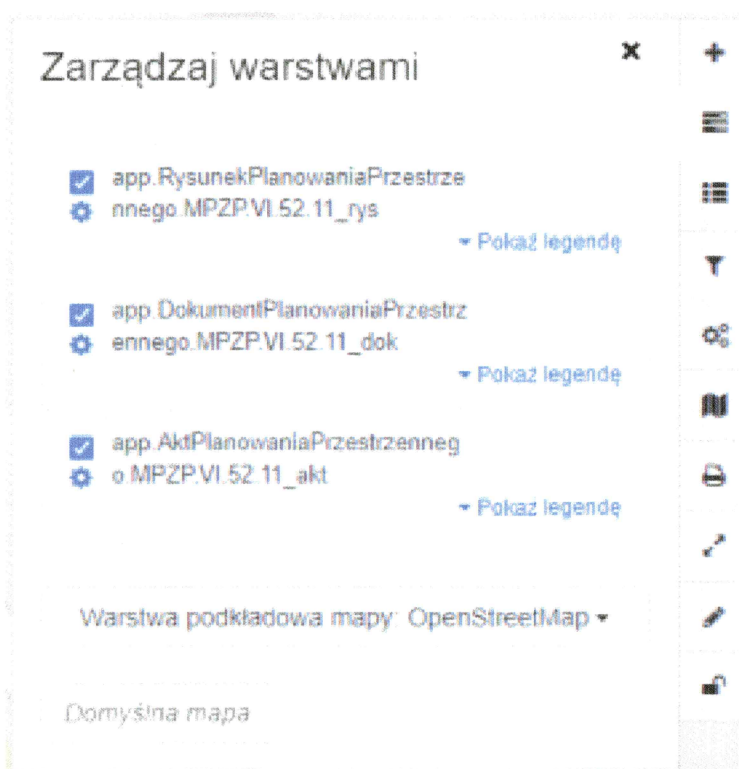 Zarządzaj warstwami
app.RysunekPlanowaniaPrzestrze
nnego.MPZP.VI.52.11_rys
Pokaż legendę
app.DokumentPlanowaniaPrzestrz
ennego.MPZP.VI.52.11_dok
Pokaż legendę
app.AktPlanowaniaPrzestrzenneg
o.MPZP.VI.52.11_akt
Pokaż legendę
Warstwa podkładowa mapy: OpenStreetMap
Domyślna mapa